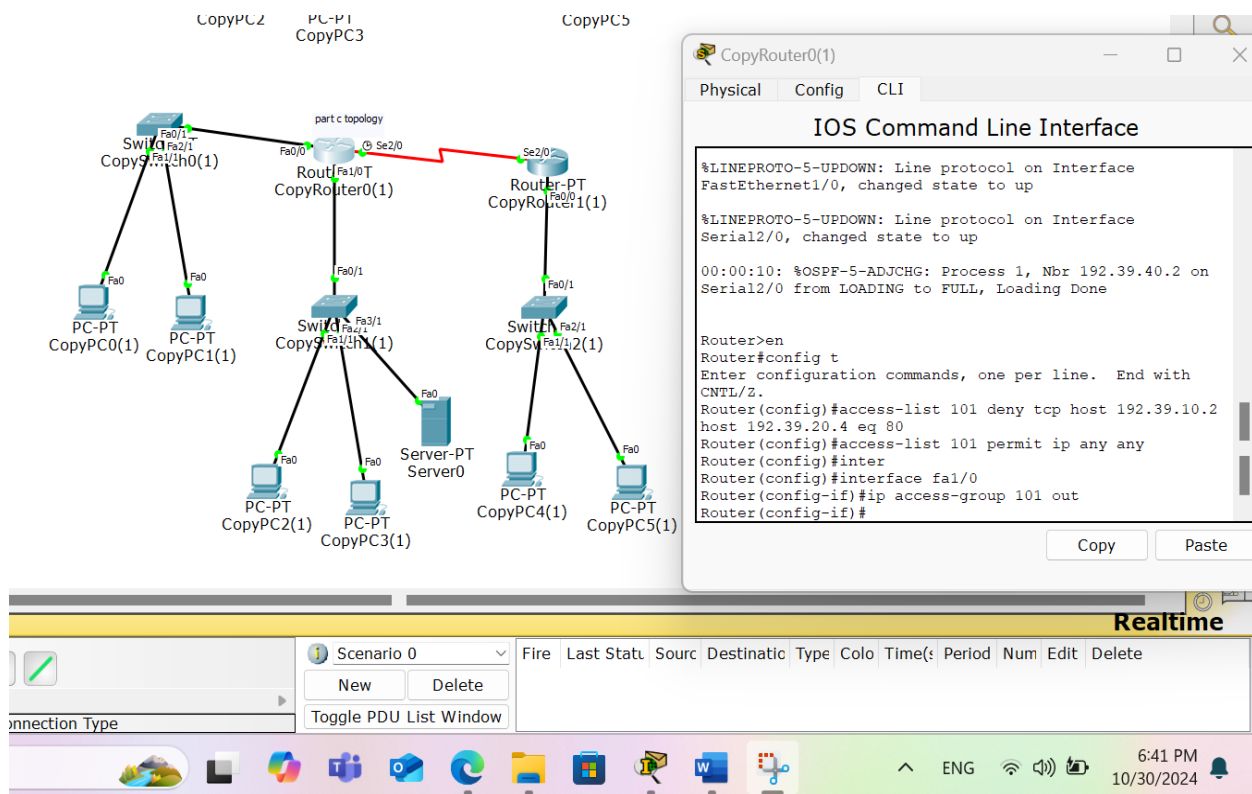 CopyPC2
PC-PT
CopyPC3
CopyPC5
part c topology
Fa0/1
Fa2/1
Fa1/1
CopySwitch0(1)
Fa0/0
Se2/0
Fa1/0
CopyRouter0(1)
Se2/0
Router-PT
Fa0/0
CopyRouter1(1)
Fa0
Fa0
PC-PT
CopyPC0(1)
PC-PT
CopyPC1(1)
Fa0/1
Fa3/1
Fa2/1
Fa1/1
CopySwitch1(1)
Fa0/1
Fa2/1
Fa1/1
CopySwitch2(1)
Fa0
Server-PT
Server0
Fa0
Fa0
PC-PT
CopyPC2(1)
PC-PT
CopyPC3(1)
Fa0
Fa0
PC-PT
CopyPC4(1)
PC-PT
CopyPC5(1)
CopyRouter0(1)
Physical Config CLI
IOS Command Line Interface
%LINEPROTO-5-UPDOWN: Line protocol on Interface
FastEthernet1/0, changed state to up
%LINEPROTO-5-UPDOWN: Line protocol on Interface
Serial2/0, changed state to up
00:00:10: %OSPF-5-ADJCHG: Process 1, Nbr 192.39.40.2 on
Serial2/0 from LOADING to FULL, Loading Done
Router>en
Router#config t
Enter configuration commands, one per line. End with
CNTL/Z.
Router(config)#access-list 101 deny tcp host 192.39.10.2
host 192.39.20.4 eq 80
Router(config)#access-list 101 permit ip any any
Router(config)#inter
Router(config)#interface fa1/0
Router(config-if)#ip access-group 101 out
Router(config-if)#
Copy Paste
Realtime
Scenario 0
New Delete
Toggle PDU List Window
Fire Last Statu Sourc Destinatio Type Colo Time(s Period Num Edit Delete
onnection Type
ENG
6:41 PM
10/30/2024